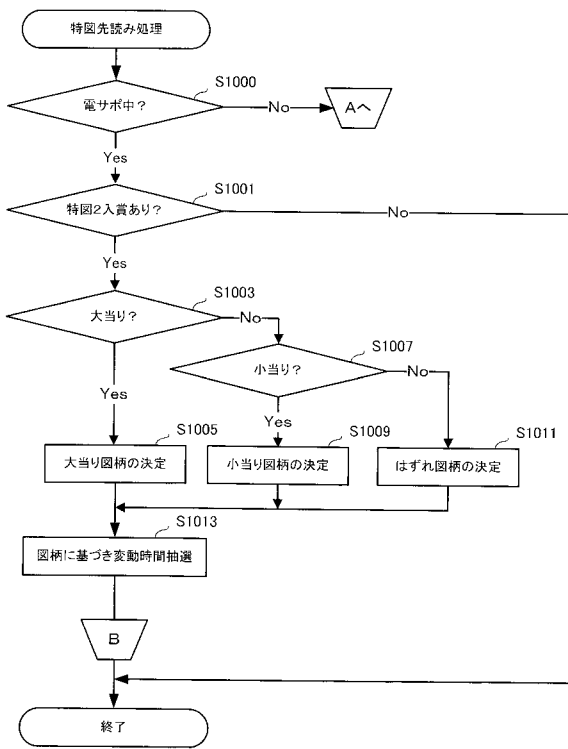 特図先読み処理
S1000
電サポ中?
No
Aへ
Yes
S1001
特図2入賞あり?
No
Yes
S1003
大当り?
No
S1007
小当り?
No
Yes
Yes
S1005
S1009
S1011
大当り図柄の決定
小当り図柄の決定
はずれ図柄の決定
S1013
図柄に基づき変動時間抽選
B
終了